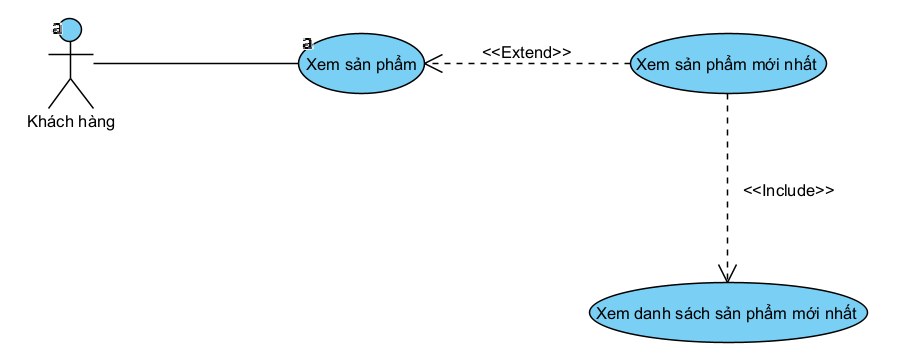 a
a
Xem sản phẩm
<<Extend>>
Xem sản phẩm mới nhất
Khách hàng
<<Include>>
Xem danh sách sản phẩm mới nhất